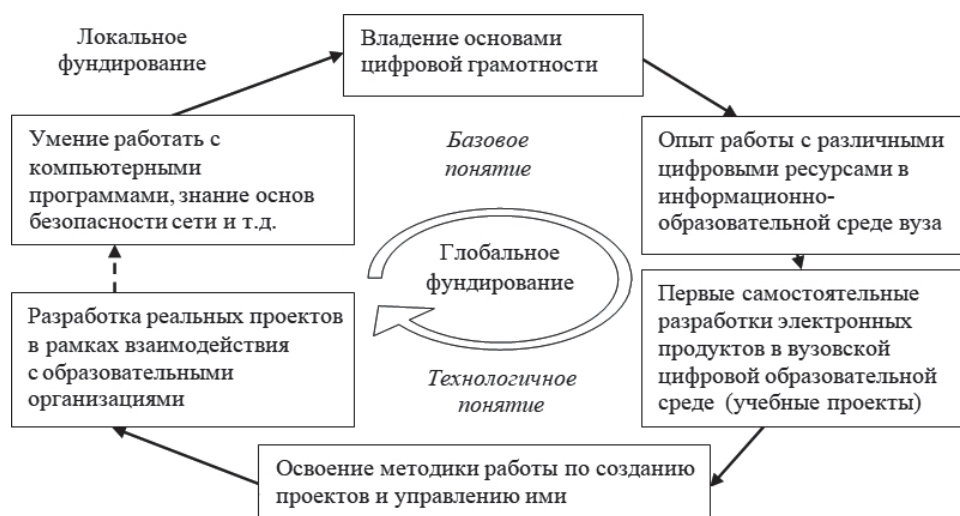 Локальное
фундирование
Владение основами
цифровой грамотности
Умение работать с
компьютерными
программами, знание основ
безопасности сети и т.д.
Базовое
понятие
Опыт работы с различными
цифровыми ресурсами в
информационно-
образовательной среде вуза
Глобальное
фундирование
Разработка реальных проектов
в рамках взаимодействия
с образовательными
организациями
Первые самостоятельные
разработки электронных
продуктов в вузовской
цифровой образовательной
среде (учебные проекты)
Технологичное
понятие
Освоение методики работы по созданию
проектов и управлению ими